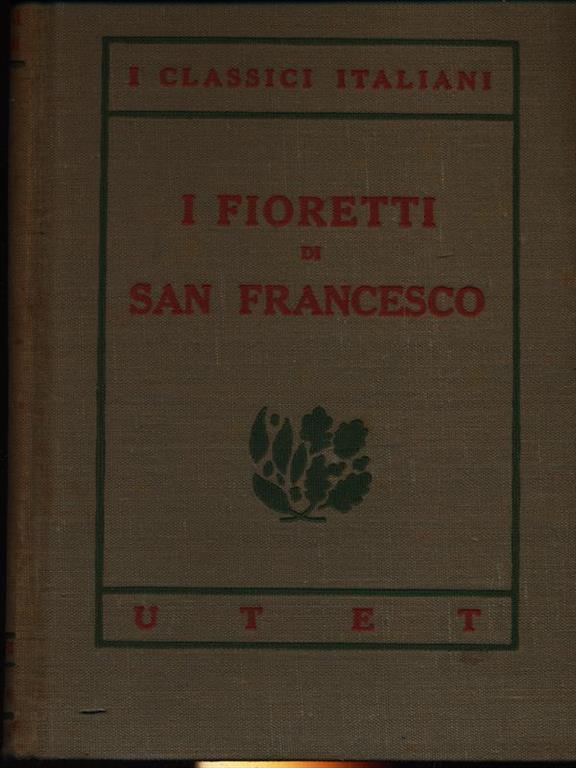 I CLASSICI ITALIANI
I FIORETTI
DI
SAN FRANCESCO
U T E T